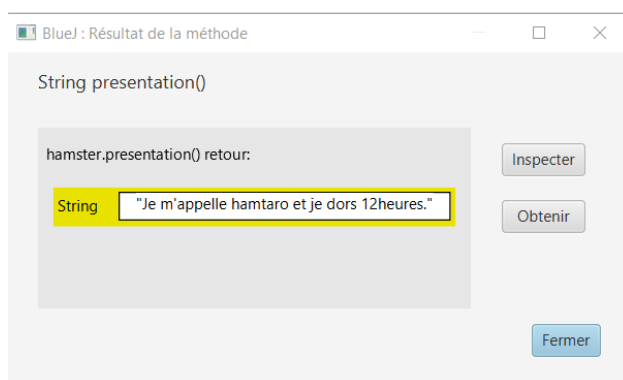 BlueJ : Résultat de la méthode
String presentation()
hamster.presentation() retour:
Inspecter
String "Je m'appelle hamtaro et je dors 12heures."
Obtenir
Fermer